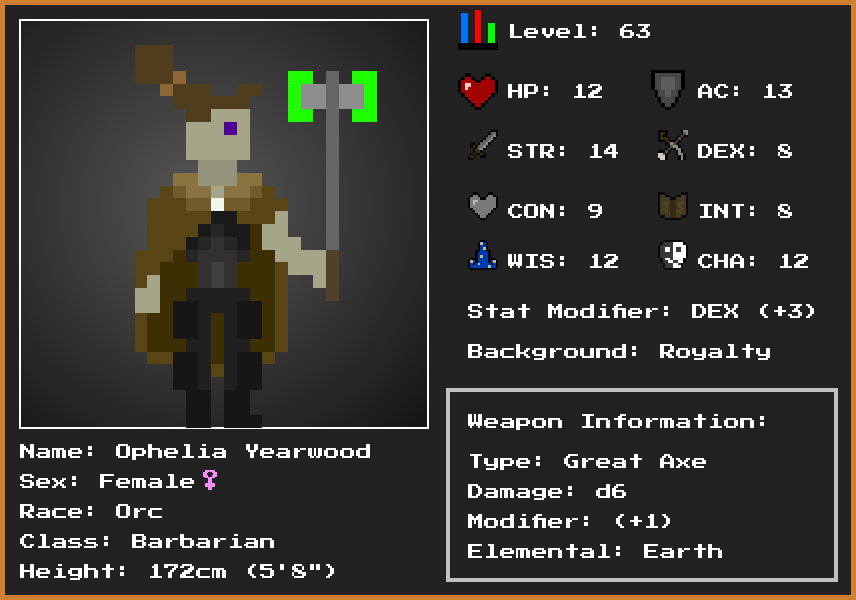 Level: 63
HP: 12
AC: 13
STR: 14
DEX: 8
CON: 9
INT: 8
WIS: 12
CHA: 12
Stat Modifier: DEX (+3)
Background: Royalty
Weapon Information:
Type: Great Axe
Damage: d6
Modifier: (+1)
Elemental: Earth
Name: Ophelia Yearwood
Sex: Female♀
Race: Orc
Class: Barbarian
Height: 172cm (5'8")